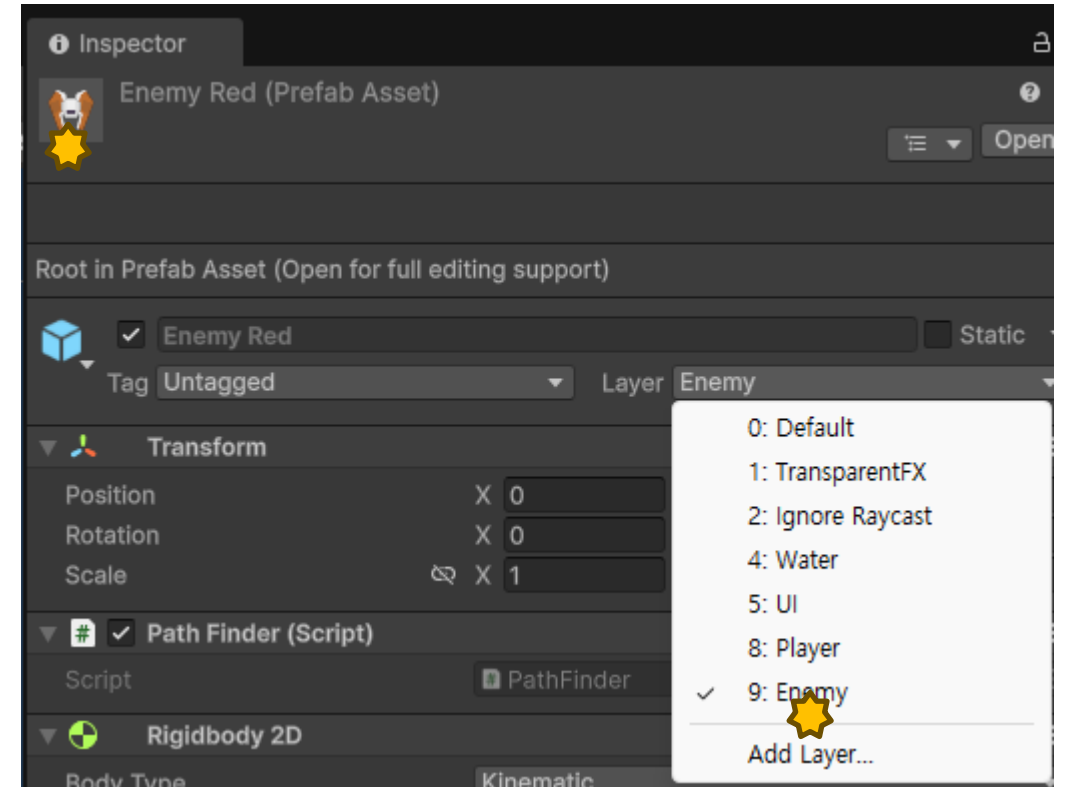 Inspector
Enemy Red (Prefab Asset)
Open
Root in Prefab Asset (Open for full editing support)
Enemy Red
Static
Tag Untagged Layer Enemy
0: Default
1: TransparentFX
2: Ignore Raycast
4: Water
5: UI
8: Player
9: Enemy
Add Layer...
Transform
Position X 0
Rotation X 0
Scale X 1
# Path Finder (Script)
Script # PathFinder
Rigidbody 2D
Body Type Kinematic